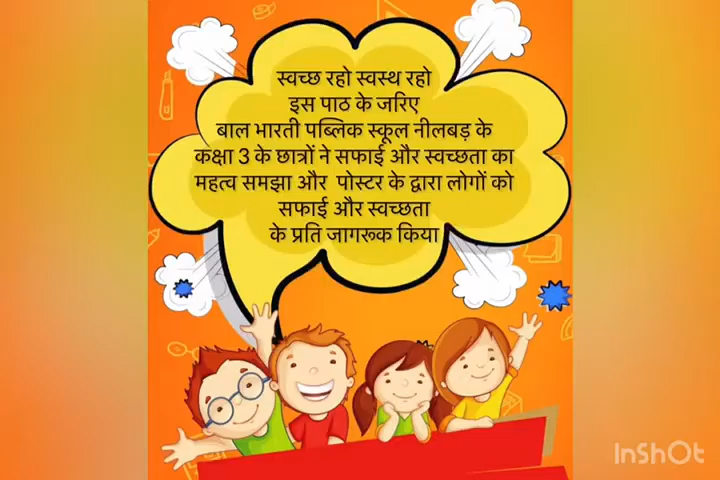 स्वच्छ रहो स्वस्थ रहो
इस पाठ के जरिए
बाल भारती पब्लिक स्कूल नीलबड़ के
कक्षा 3 के छात्रों ने सफाई और स्वच्छता का
महत्व समझा और पोस्टर के द्वारा लोगों को
सफाई और स्वच्छता
के प्रति जागरूक किया
InShOt